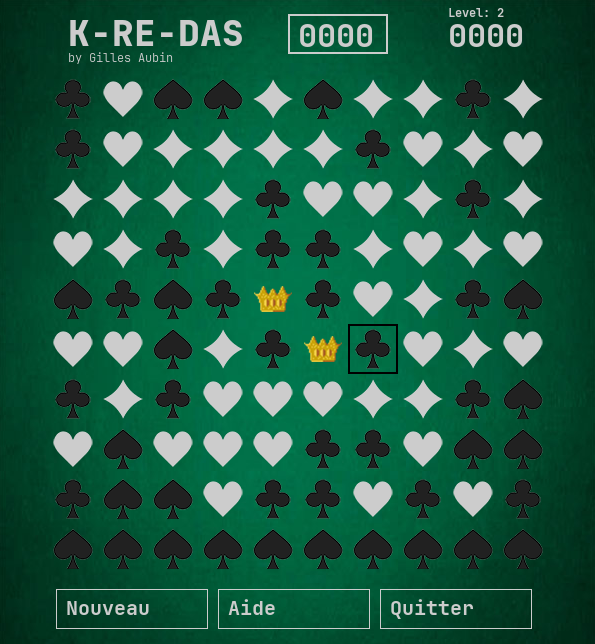 K-RE-DAS
by Gilles Aubin
0000
Level: 2
0000
Nouveau
Aide
Quitter